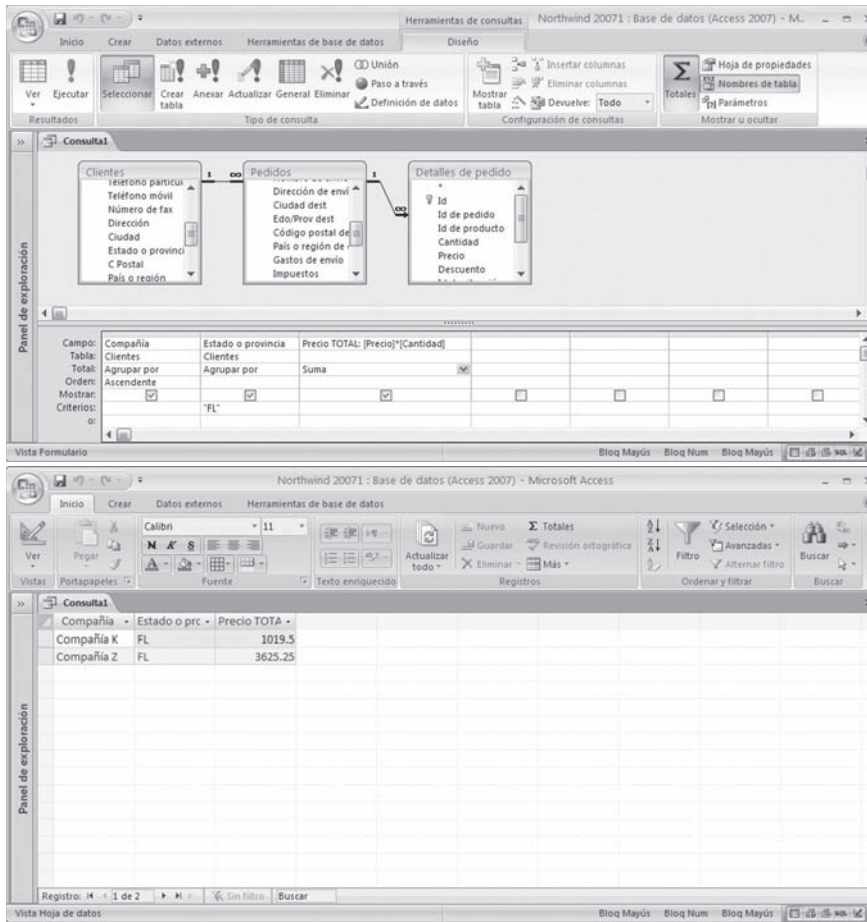 Herramientas de consultas Northwind 20071 : Base de datos (Access 2007) - M...
Inicio Crear Datos externos Herramientas de base de datos Diseño
Ver
Ejecutar
Resultados
Seleccionar
Crear tabla
Anexar
Actualizar
General
Eliminar
Unión
Paso a través
Definición de datos
Tipo de consulta
Mostrar tabla
Insertar columnas
Eliminar columnas
Devuelve: Todo
Configuración de consultas
Totales
Hoja de propiedades
Nombres de tabla
Parámetros
Mostrar u ocultar
Consulta1
Panel de exploración
Clientes
Teléfono particul
Teléfono móvil
Número de fax
Dirección
Ciudad
Estado o provinci
C Postal
País o región
1 ∞
Pedidos
Dirección de enví
Ciudad dest
Edo/Prov dest
Código postal de
País o región de
Gastos de envío
Impuestos
1 ∞
Detalles de pedido
*
Id
Id de pedido
Id de producto
Cantidad
Precio
Descuento
Campo: Compañía Estado o provincia Precio TOTAL: [Precio]*[Cantidad]
Tabla: Clientes Clientes
Total: Agrupar por Agrupar por Suma
Orden: Ascendente
Mostrar:
Criterios: "FL"
o:
Vista Formulario Bloq Mayús Bloq Num Bloq Mayús SQL
Northwind 20071 : Base de datos (Access 2007) - Microsoft Access
Inicio Crear Datos externos Herramientas de base de datos
Ver
Vistas
Pegar
Portapapeles
Calibri 11
N K S
A
Fuente
Texto enriquecido
Actualizar todo
Nuevo
Guardar
Eliminar
Totales
Revisión ortográfica
Más
Registros
Filtro
Selección
Avanzadas
Alternar filtro
Ordenar y filtrar
Buscar
Buscar
Consulta1
Panel de exploración
Compañía Estado o prc Precio TOTA
Compañía K FL 1019.5
Compañía Z FL 3625.25
Registro: 1 de 2 Sin filtro Buscar
Vista Hoja de datos Bloq Mayús Bloq Num Bloq Mayús SQL